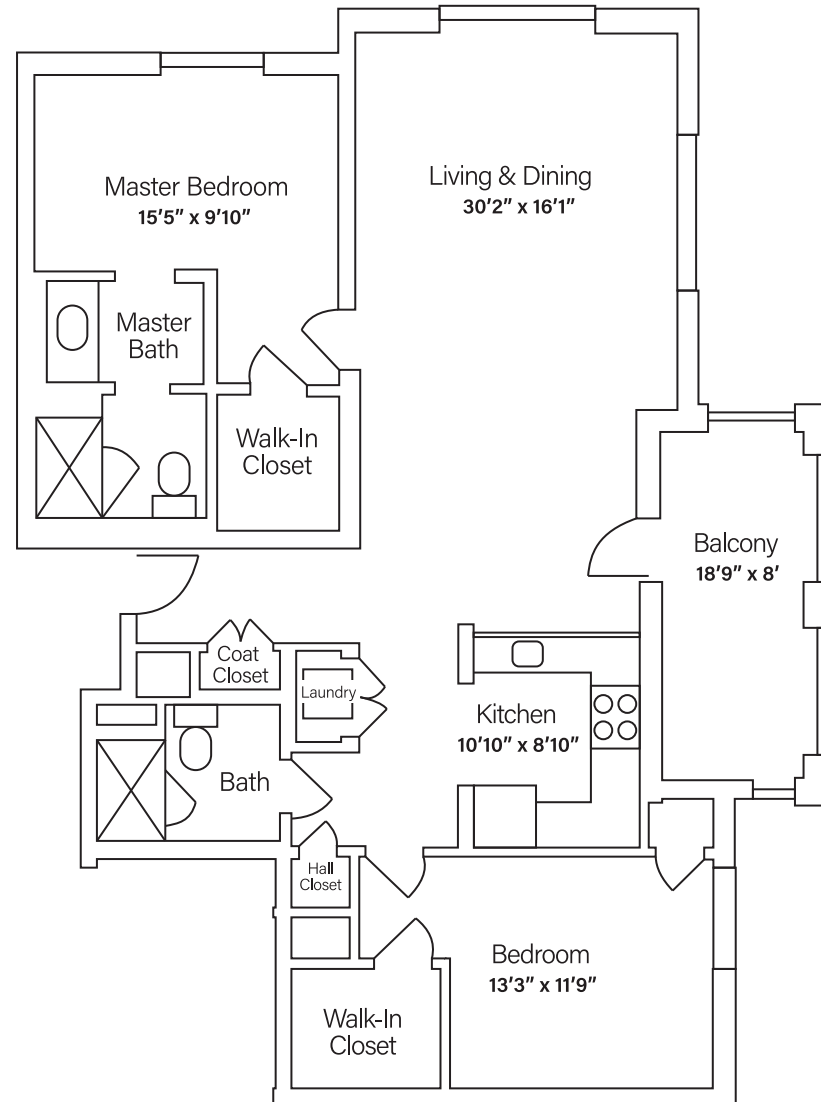 Living & Dining
30′2″ x 16′1″
Master Bedroom
15′5″ x 9′10″
Master
Bath
Walk-In
Closet
Balcony
18′9″ x 8′
Coat
Closet
Laundry
Kitchen
10′10″ x 8′10″
Bath
Hall
Closet
Bedroom
13′3″ x 11′9″
Walk-In
Closet